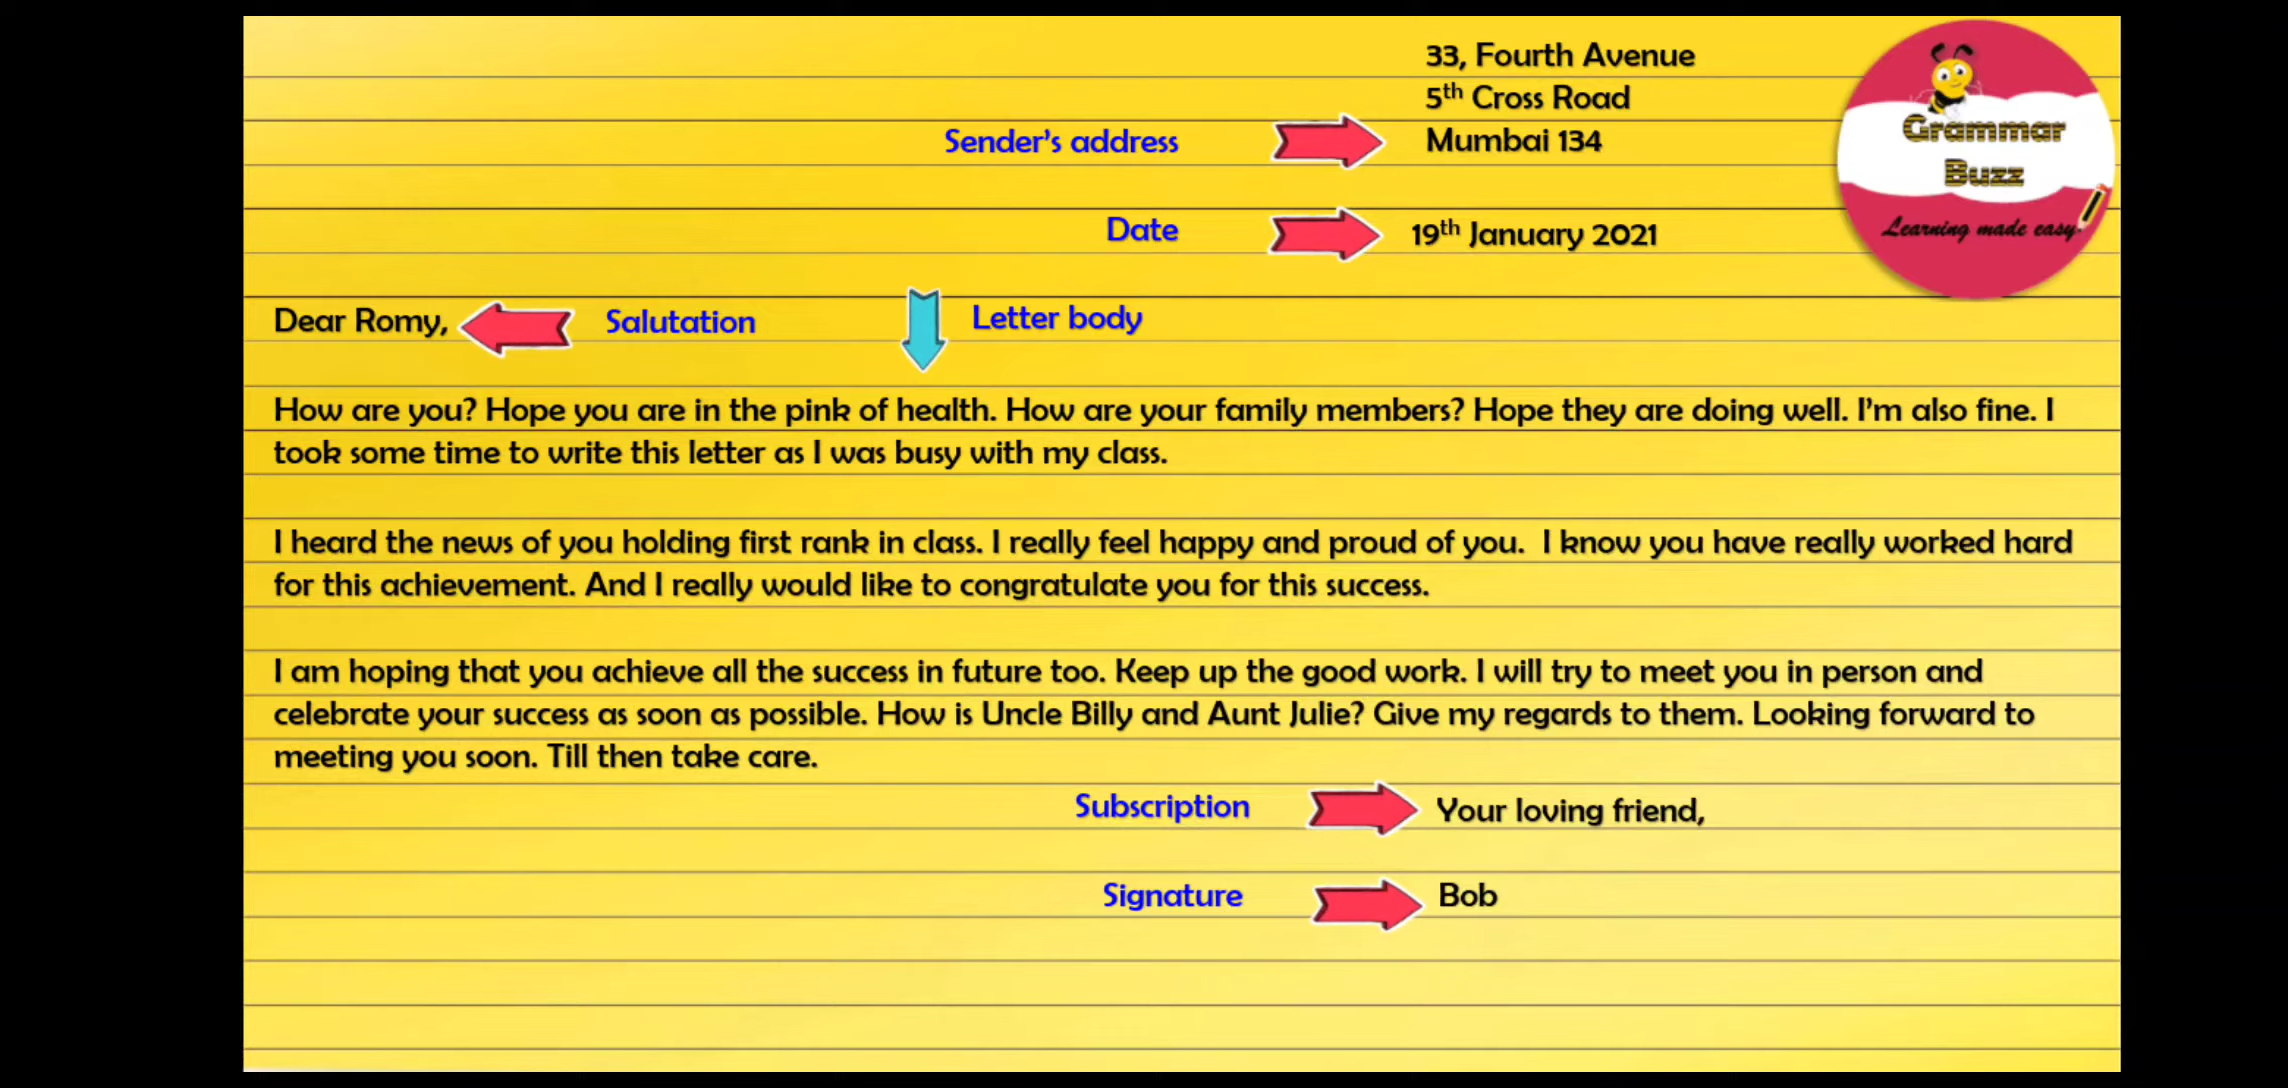 33, Fourth Avenue
5th Cross Road
Sender's address
Mumbai 134
Grammar
Buzz
Learning made easy
Date
19th January 2021
Dear Romy,
Salutation
Letter body
How are you? Hope you are in the pink of health. How are your family members? Hope they are doing well. I'm also fine. I
took some time to write this letter as I was busy with my class.
I heard the news of you holding first rank in class. I really feel happy and proud of you.  I know you have really worked hard
for this achievement. And I really would like to congratulate you for this success.
I am hoping that you achieve all the success in future too. Keep up the good work. I will try to meet you in person and
celebrate your success as soon as possible. How is Uncle Billy and Aunt Julie? Give my regards to them. Looking forward to
meeting you soon. Till then take care.
Subscription
Your loving friend,
Signature
Bob